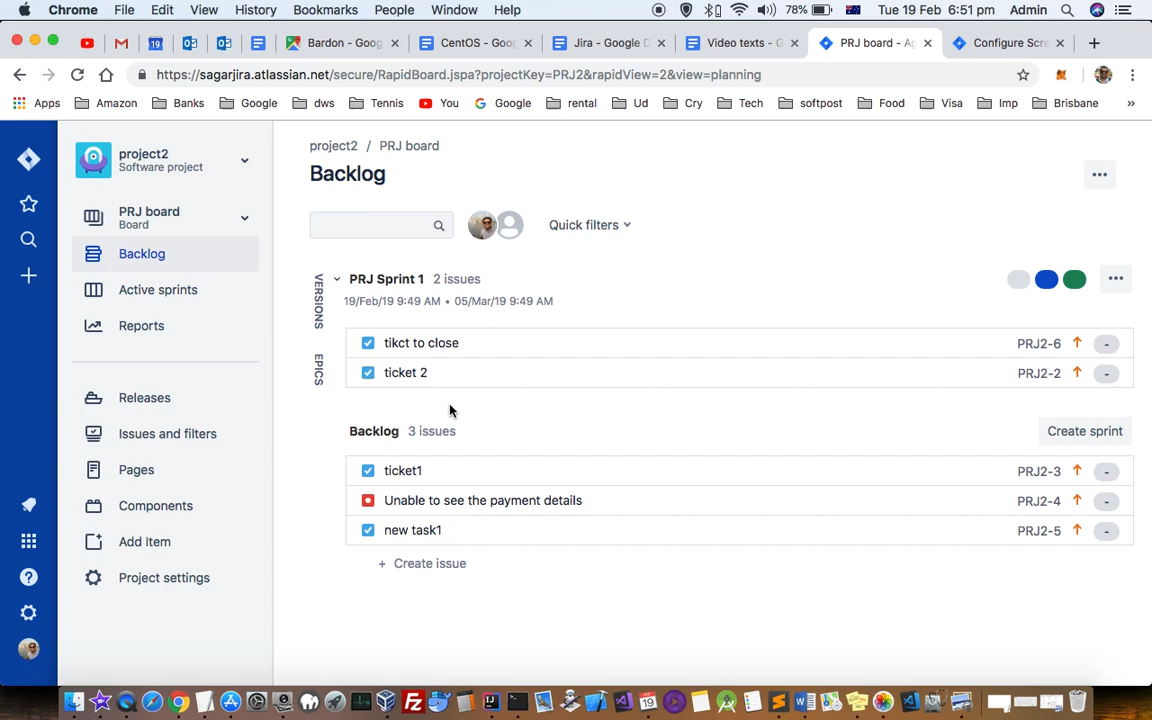 Chrome File Edit View History Bookmarks People Window Help 78% Tue 19 Feb 6:51 pm Admin
Bardon - Goog CentOS - Goog Jira - Google D Video texts - G PRJ board - Ag Configure Scre
https://sagarjira.atlassian.net/secure/RapidBoard.jspa?projectKey=PRJ2&rapidView=2&view=planning
Apps Amazon Banks Google dws Tennis You Google rental Ud Cry Tech softpost Food Visa Imp Brisbane »
project2
Software project
PRJ board
Board
Backlog
Active sprints
Reports
Releases
Issues and filters
Pages
Components
Add Item
Project settings
project2 / PRJ board
Backlog
Quick filters
VERSIONS
EPICS
PRJ Sprint 1 2 issues
19/Feb/19 9:49 AM • 05/Mar/19 9:49 AM
tikct to close PRJ2-6 -
ticket 2 PRJ2-2 -
Backlog 3 issues Create sprint
ticket1 PRJ2-3 -
Unable to see the payment details PRJ2-4 -
new task1 PRJ2-5 -
+ Create issue